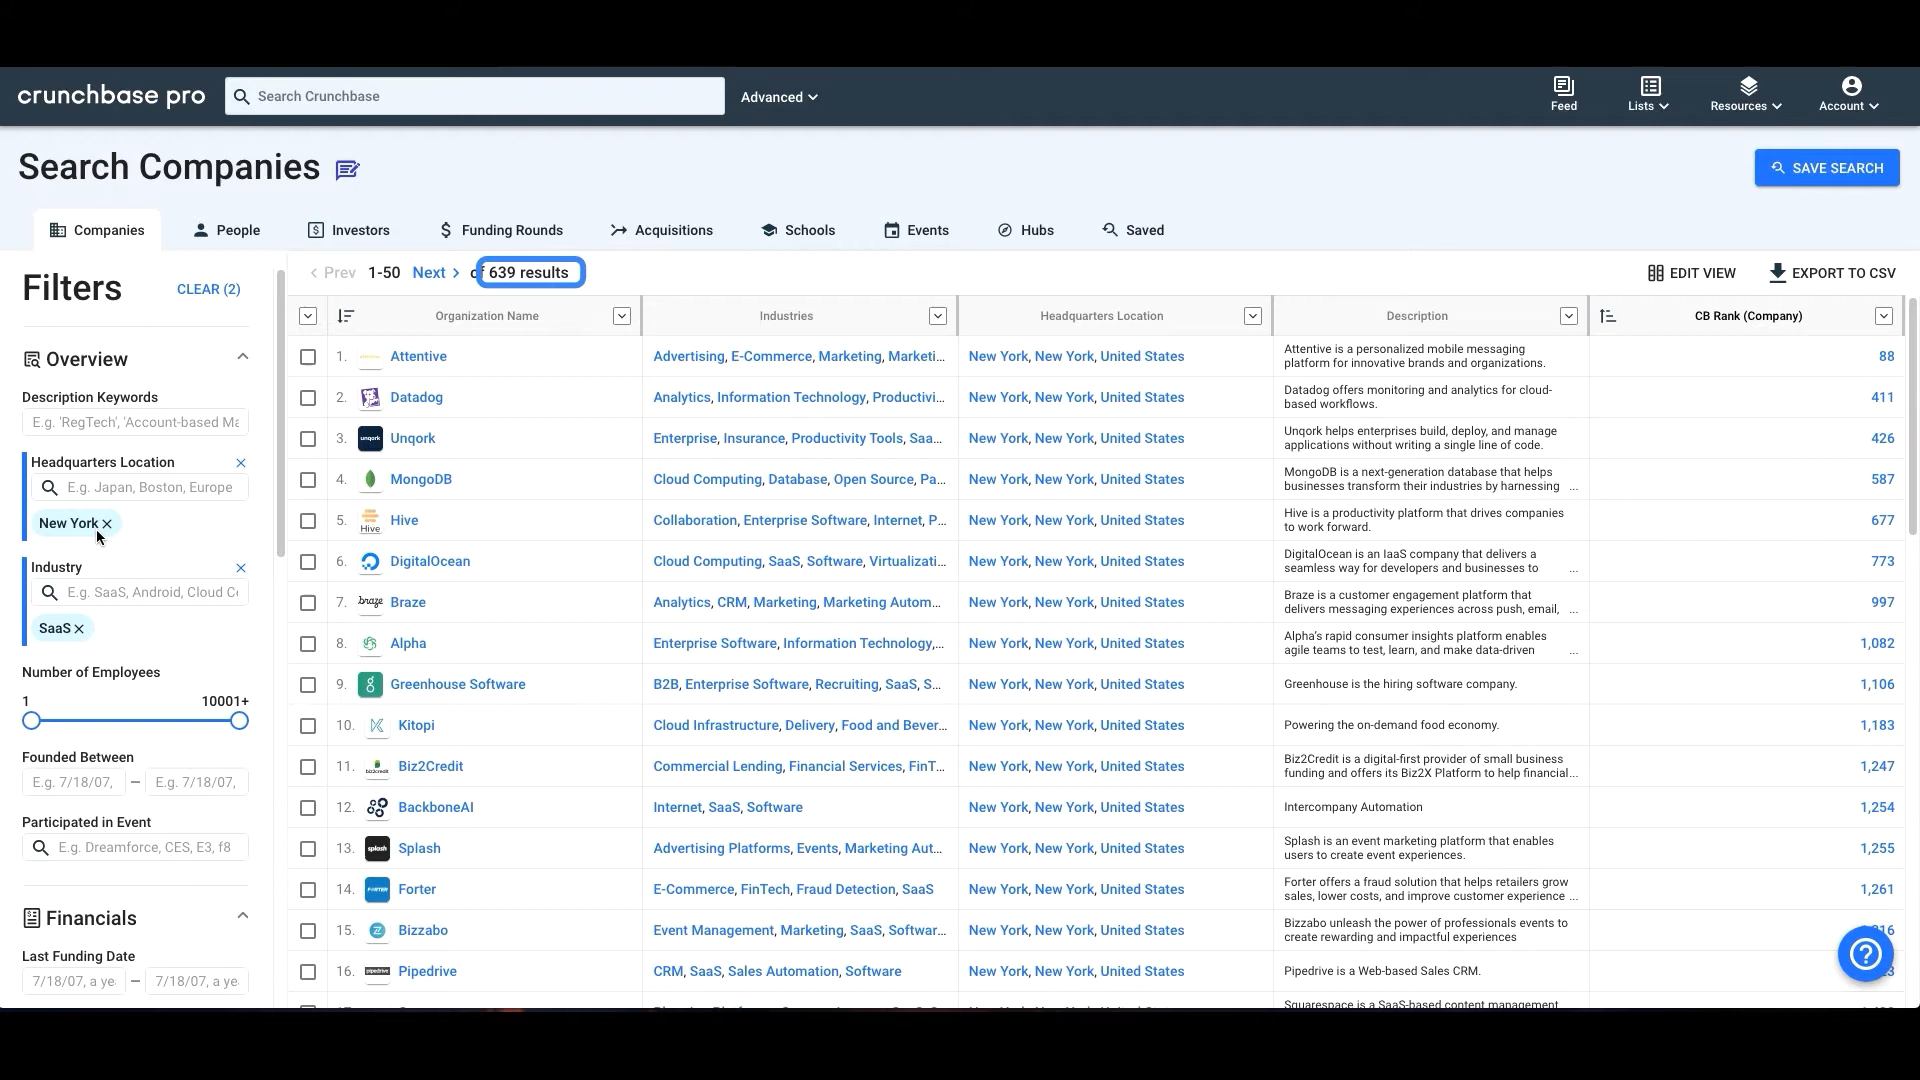 crunchbase pro
Search Crunchbase
Advanced
Feed
Lists
Resources
Account
Search Companies
SAVE SEARCH
Companies
People
Investors
Funding Rounds
Acquisitions
Schools
Events
Hubs
Saved
Filters
CLEAR (2)
Overview
Description Keywords
E.g. 'RegTech', 'Account-based Ma
Headquarters Location
E.g. Japan, Boston, Europe
New York
Industry
E.g. SaaS, Android, Cloud Co
SaaS
Number of Employees
1 10001+
Founded Between
E.g. 7/18/07, – E.g. 7/18/07,
Participated in Event
E.g. Dreamforce, CES, E3, f8
Financials
Last Funding Date
7/18/07, a ye – 7/18/07, a ye
Prev 1-50 Next of 639 results
EDIT VIEW
EXPORT TO CSV
Organization Name Industries Headquarters Location Description CB Rank (Company)
1. Attentive Advertising, E-Commerce, Marketing, Marketi... New York, New York, United States Attentive is a personalized mobile messaging 88
platform for innovative brands and organizations.
2. Datadog Analytics, Information Technology, Productivi... New York, New York, United States Datadog offers monitoring and analytics for cloud- 411
based workflows.
unqork
3. Unqork Enterprise, Insurance, Productivity Tools, Saa... New York, New York, United States Unqork helps enterprises build, deploy, and manage 426
applications without writing a single line of code.
4. MongoDB Cloud Computing, Database, Open Source, Pa... New York, New York, United States MongoDB is a next-generation database that helps 587
businesses transform their industries by harnessing ...
Hive
5. Hive Collaboration, Enterprise Software, Internet, P... New York, New York, United States Hive is a productivity platform that drives companies 677
to work forward.
6. DigitalOcean Cloud Computing, SaaS, Software, Virtualizati... New York, New York, United States DigitalOcean is an IaaS company that delivers a 773
seamless way for developers and businesses to ...
braze
7. Braze Analytics, CRM, Marketing, Marketing Autom... New York, New York, United States Braze is a customer engagement platform that 997
delivers messaging experiences across push, email, ...
8. Alpha Enterprise Software, Information Technology,... New York, New York, United States Alpha's rapid consumer insights platform enables 1,082
agile teams to test, learn, and make data-driven ...
9. Greenhouse Software B2B, Enterprise Software, Recruiting, SaaS, S... New York, New York, United States Greenhouse is the hiring software company. 1,106
10. Kitopi Cloud Infrastructure, Delivery, Food and Bever... New York, New York, United States Powering the on-demand food economy. 1,183
biz2credit
11. Biz2Credit Commercial Lending, Financial Services, FinT... New York, New York, United States Biz2Credit is a digital-first provider of small business 1,247
funding and offers its Biz2X Platform to help financial...
12. BackboneAI Internet, SaaS, Software New York, New York, United States Intercompany Automation 1,254
splash
13. Splash Advertising Platforms, Events, Marketing Aut... New York, New York, United States Splash is an event marketing platform that enables 1,255
users to create event experiences.
FORTER
14. Forter E-Commerce, FinTech, Fraud Detection, SaaS New York, New York, United States Forter offers a fraud solution that helps retailers grow 1,261
sales, lower costs, and improve customer experience ...
15. Bizzabo Event Management, Marketing, SaaS, Softwar... New York, New York, United States Bizzabo unleash the power of professionals events to
create rewarding and impactful experiences
pipedrive
16. Pipedrive CRM, SaaS, Sales Automation, Software New York, New York, United States Pipedrive is a Web-based Sales CRM.
Squarespace is a SaaS-based content management